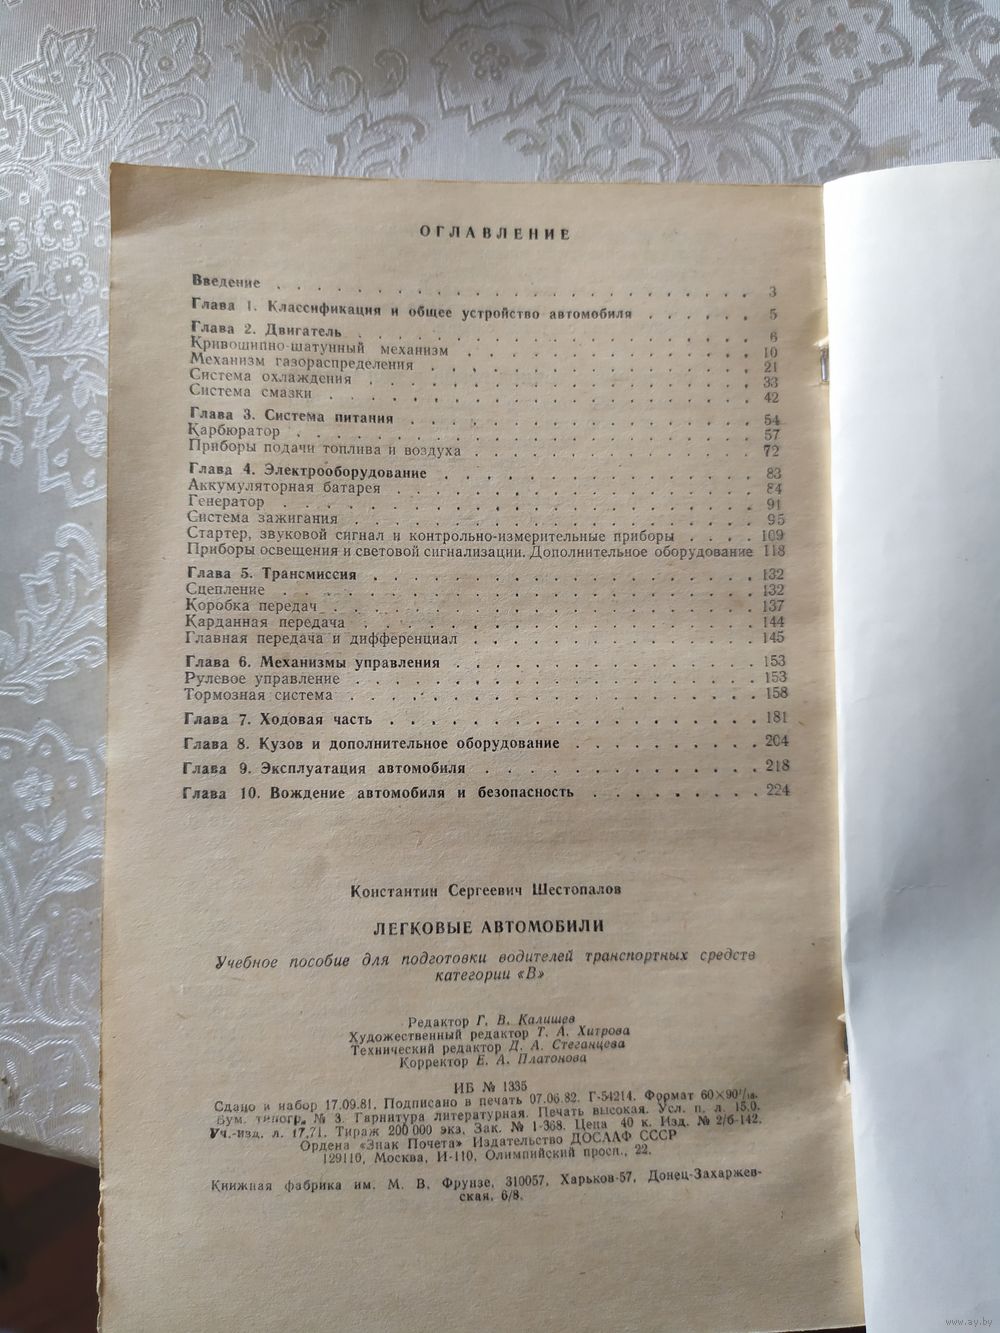 ОГЛАВЛЕНИЕ
Введение . . . . . . . . . . . . . . . . . . . . . 3
Глава 1. Классификация и общее устройство автомобиля . . . . . . 5
Глава 2. Двигатель . . . . . . . . . . . . . . . . . . 6
Кривошипно-шатунный механизм . . . . . . . . . . . . . 10
Механизм газораспределения . . . . . . . . . . . . . . 21
Система охлаждения . . . . . . . . . . . . . . . . . 33
Система смазки . . . . . . . . . . . . . . . . . . . 42
Глава 3. Система питания . . . . . . . . . . . . . . . 54
Карбюратор . . . . . . . . . . . . . . . . . . . . 57
Приборы подачи топлива и воздуха . . . . . . . . . . . . 72
Глава 4. Электрооборудование . . . . . . . . . . . . . 83
Аккумуляторная батарея . . . . . . . . . . . . . . . . 84
Генератор . . . . . . . . . . . . . . . . . . . . . 91
Система зажигания . . . . . . . . . . . . . . . . . . 95
Стартер, звуковой сигнал и контрольно-измерительные приборы . . . . 109
Приборы освещения и световой сигнализации. Дополнительное оборудование 118
Глава 5. Трансмиссия . . . . . . . . . . . . . . . . . 132
Сцепление . . . . . . . . . . . . . . . . . . . . . 132
Коробка передач . . . . . . . . . . . . . . . . . . . 137
Карданная передача . . . . . . . . . . . . . . . . . . 144
Главная передача и дифференциал . . . . . . . . . . . . 145
Глава 6. Механизмы управления . . . . . . . . . . . . . 153
Рулевое управление . . . . . . . . . . . . . . . . . . 153
Тормозная система . . . . . . . . . . . . . . . . . . 158
Глава 7. Ходовая часть . . . . . . . . . . . . . . . . 181
Глава 8. Кузов и дополнительное оборудование . . . . . . . . 204
Глава 9. Эксплуатация автомобиля . . . . . . . . . . . . 218
Глава 10. Вождение автомобиля и безопасность . . . . . . . 224
Константин Сергеевич Шестопалов
ЛЕГКОВЫЕ АВТОМОБИЛИ
Учебное пособие для подготовки водителей транспортных средств
категории «В»
Редактор Г. В. Калишев
Художественный редактор Т. А. Хитрова
Технический редактор Д. А. Стеганцева
Корректор Е. А. Платонова
ИБ № 1335
Сдано в набор 17.09.81. Подписано в печать 07.06.82. Г-54214. Формат 60×90¹/₁₆.
Бум. типогр. № 3. Гарнитура литературная. Печать высокая. Усл. п. л. 15,0.
Уч.-изд. л. 17,71. Тираж 200 000 экз. Зак. № 1-368. Цена 40 к. Изд. № 2/6-142.
Ордена «Знак Почета» Издательство ДОСААФ СССР
129110, Москва, И-110, Олимпийский просп., 22.
Книжная фабрика им. М. В. Фрунзе, 310057, Харьков-57, Донец-Захаржев-
ская, 6/8.
www.ay.by